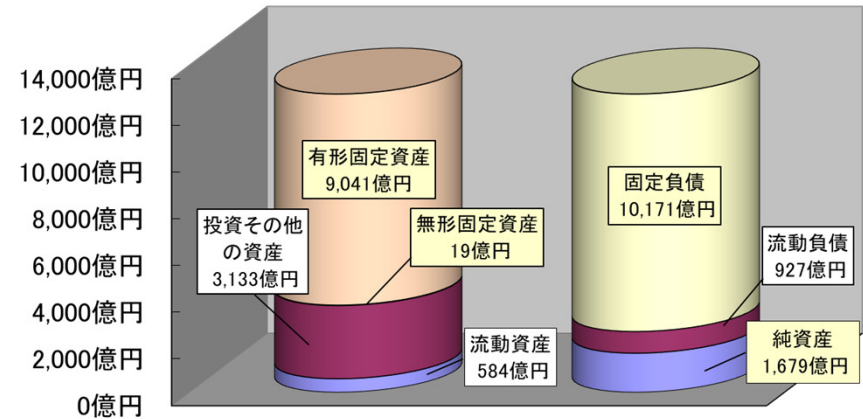 14,000億円
12,000億円
10,000億円
8,000億円
6,000億円
4,000億円
2,000億円
0億円
有形固定資産
9,041億円
投資その他
の資産
3,133億円
無形固定資産
19億円
流動資産
584億円
固定負債
10,171億円
流動負債
927億円
純資産
1,679億円